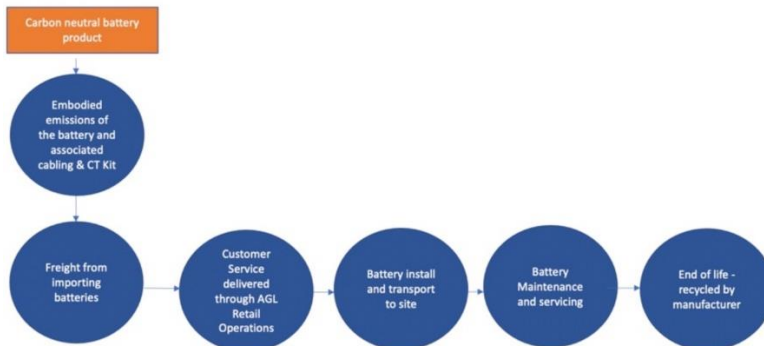 Carbon neutral battery
product
Embodied
emissions of
the battery and
associated
cabling & CT Kit
Freight from
importing
batteries
Customer
Service
delivered
through AGL
Retail
Operations
Battery install
and transport
to site
Battery
Maintenance
and servicing
End of life -
recycled by
manufacturer